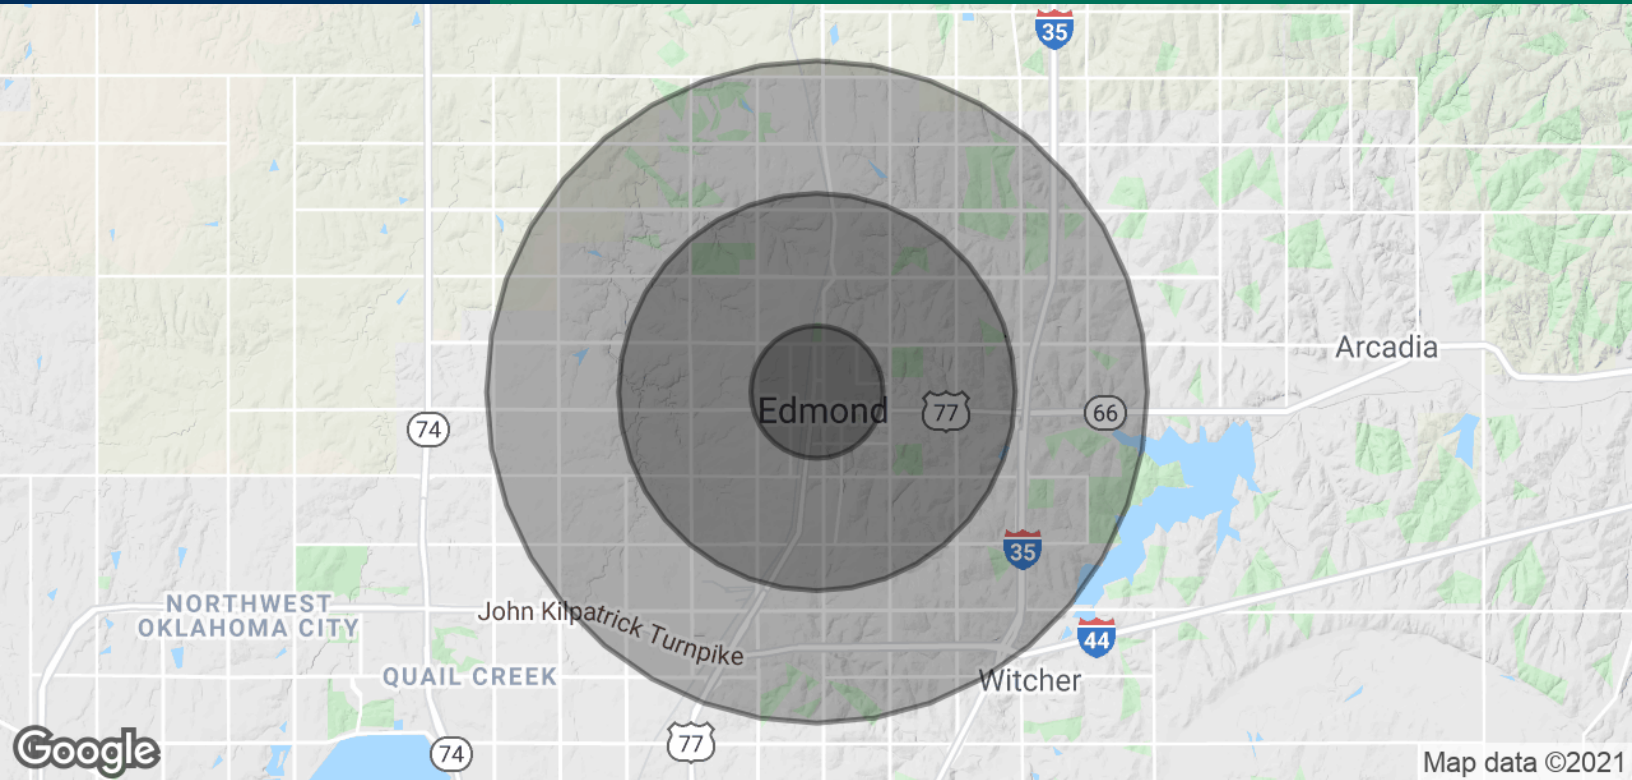 35
Arcadia
Edmond
77
66
74
35
NORTHWEST
OKLAHOMA CITY
John Kilpatrick Turnpike
44
QUAIL CREEK
Witcher
77
74
Google
Map data ©2021